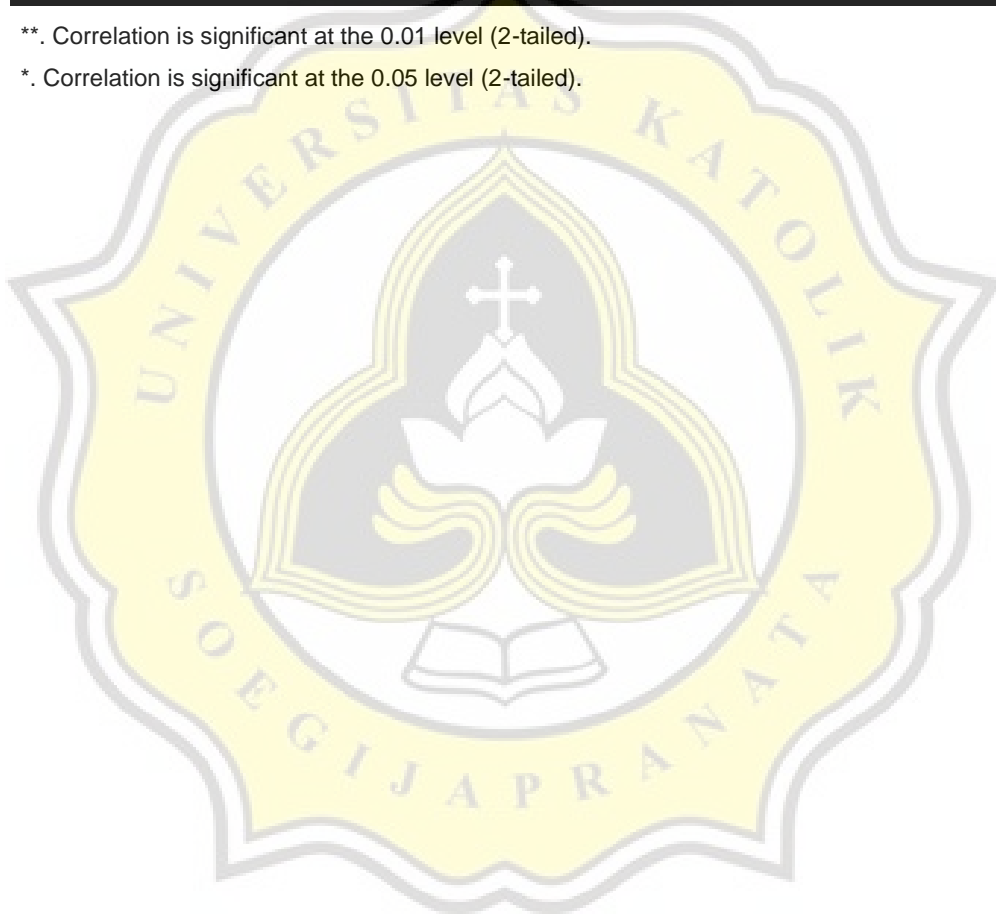 **. Correlation is significant at the 0.01 level (2-tailed).
*. Correlation is significant at the 0.05 level (2-tailed).
UNIVERSITAS KATOLIK
SOEGIJAPRANATA